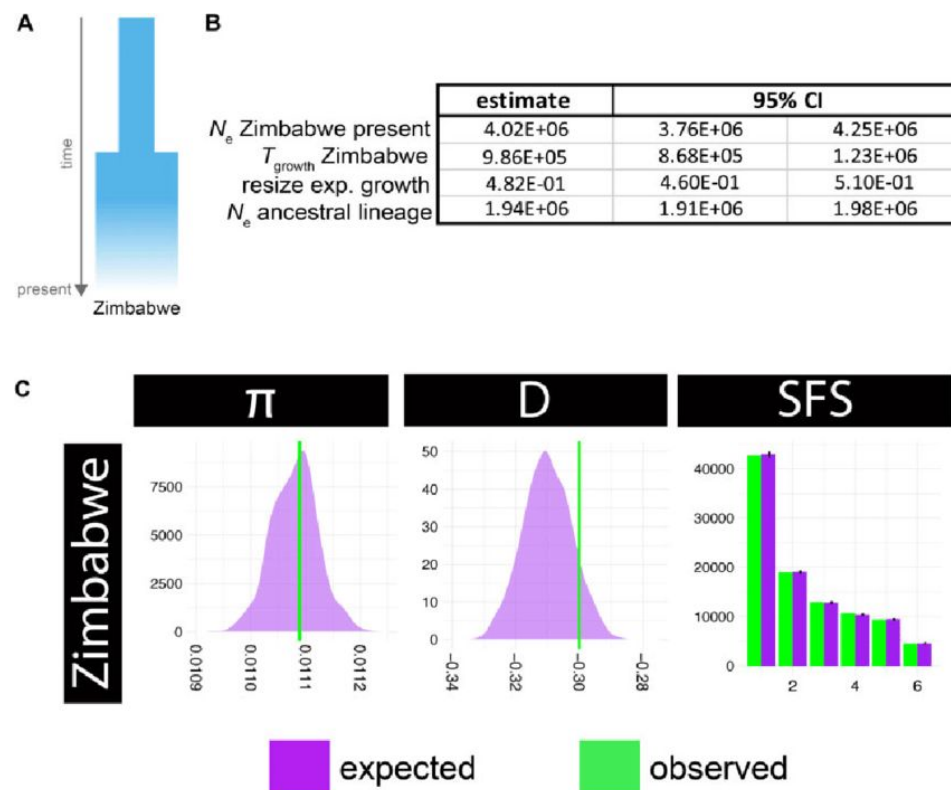 A
B
time
present
Zimbabwe
estimate 95% CI
Ne Zimbabwe present 4.02E+06 3.76E+06 4.25E+06
Tgrowth Zimbabwe 9.86E+05 8.68E+05 1.23E+06
resize exp. growth 4.82E-01 4.60E-01 5.10E-01
Ne ancestral lineage 1.94E+06 1.91E+06 1.98E+06
C
π D SFS
Zimbabwe
7500
5000
2500
0
0.0109 0.0110 0.0111 0.0112
50
40
30
20
10
0
-0.34 -0.32 -0.30 -0.28
40000
30000
20000
10000
0
2 4 6
expected observed